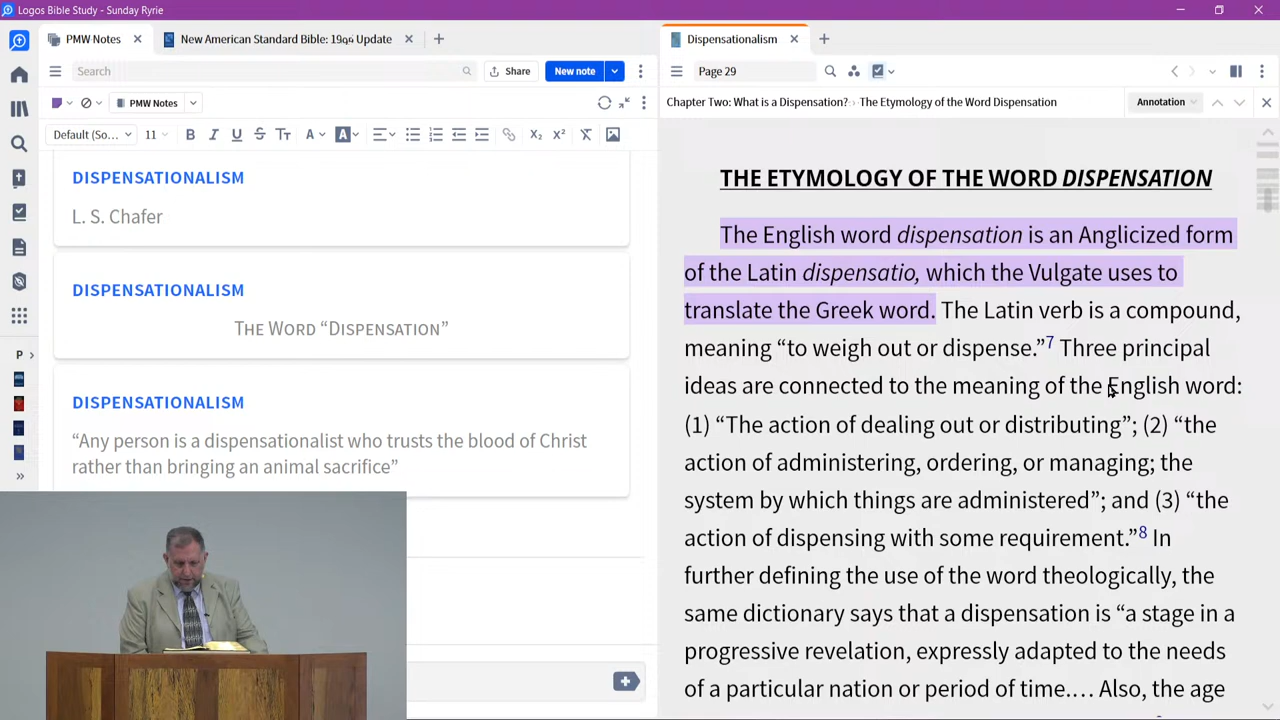 Logos Bible Study - Sunday Ryrie
PMW Notes
New American Standard Bible: 1995 Update
Dispensationalism
Search
Share
New note
Page 29
PMW Notes
Chapter Two: What is a Dispensation? › The Etymology of the Word Dispensation
Annotation
Default (So...
11
B I U S Tt A A X₂ X²
DISPENSATIONALISM
L. S. Chafer
DISPENSATIONALISM
THE WORD “DISPENSATION”
DISPENSATIONALISM
“Any person is a dispensationalist who trusts the blood of Christ
rather than bringing an animal sacrifice”
P
THE ETYMOLOGY OF THE WORD DISPENSATION
The English word dispensation is an Anglicized form
of the Latin dispensatio, which the Vulgate uses to
translate the Greek word. The Latin verb is a compound,
meaning “to weigh out or dispense.”7 Three principal
ideas are connected to the meaning of the English word:
(1) “The action of dealing out or distributing”; (2) “the
action of administering, ordering, or managing; the
system by which things are administered”; and (3) “the
action of dispensing with some requirement.”8 In
further defining the use of the word theologically, the
same dictionary says that a dispensation is “a stage in a
progressive revelation, expressly adapted to the needs
of a particular nation or period of time.… Also, the age